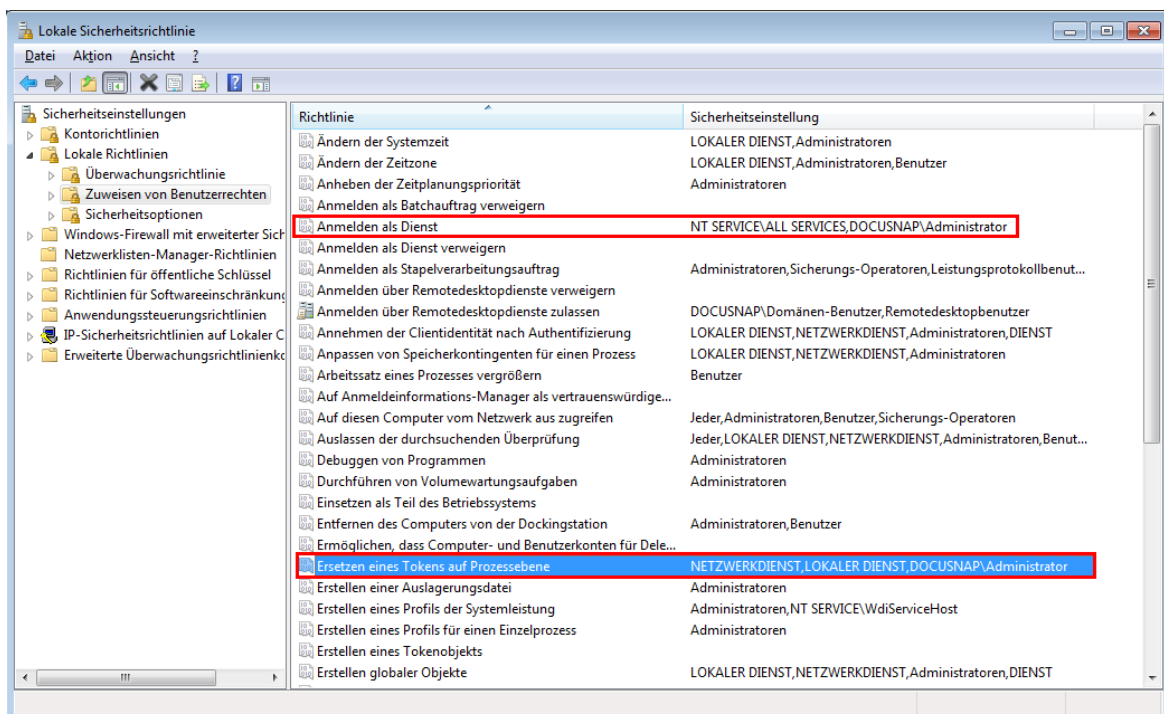 Lokale Sicherheitsrichtlinie
Datei Aktion Ansicht ?
Sicherheitseinstellungen
Kontorichtlinien
Lokale Richtlinien
Überwachungsrichtlinie
Zuweisen von Benutzerrechten
Sicherheitsoptionen
Windows-Firewall mit erweiterter Sich
Netzwerklisten-Manager-Richtlinien
Richtlinien für öffentliche Schlüssel
Richtlinien für Softwareeinschränkung
Anwendungssteuerungsrichtlinien
IP-Sicherheitsrichtlinien auf Lokaler C
Erweiterte Überwachungsrichtlinienko
Richtlinie Sicherheitseinstellung
Ändern der Systemzeit LOKALER DIENST,Administratoren
Ändern der Zeitzone LOKALER DIENST,Administratoren,Benutzer
Anheben der Zeitplanungspriorität Administratoren
Anmelden als Batchauftrag verweigern
Anmelden als Dienst NT SERVICE\ALL SERVICES,DOCUSNAP\Administrator
Anmelden als Dienst verweigern
Anmelden als Stapelverarbeitungsauftrag Administratoren,Sicherungs-Operatoren,Leistungsprotokollbenut...
Anmelden über Remotedesktopdienste verweigern
Anmelden über Remotedesktopdienste zulassen DOCUSNAP\Domänen-Benutzer,Remotedesktopbenutzer
Annehmen der Clientidentität nach Authentifizierung LOKALER DIENST,NETZWERKDIENST,Administratoren,DIENST
Anpassen von Speicherkontingenten für einen Prozess LOKALER DIENST,NETZWERKDIENST,Administratoren
Arbeitssatz eines Prozesses vergrößern Benutzer
Auf Anmeldeinformations-Manager als vertrauenswürdige...
Auf diesen Computer vom Netzwerk aus zugreifen Jeder,Administratoren,Benutzer,Sicherungs-Operatoren
Auslassen der durchsuchenden Überprüfung Jeder,LOKALER DIENST,NETZWERKDIENST,Administratoren,Benut...
Debuggen von Programmen Administratoren
Durchführen von Volumewartungsaufgaben Administratoren
Einsetzen als Teil des Betriebssystems
Entfernen des Computers von der Dockingstation Administratoren,Benutzer
Ermöglichen, dass Computer- und Benutzerkonten für Dele...
Ersetzen eines Tokens auf Prozessebene NETZWERKDIENST,LOKALER DIENST,DOCUSNAP\Administrator
Erstellen einer Auslagerungsdatei Administratoren
Erstellen eines Profils der Systemleistung Administratoren,NT SERVICE\WdiServiceHost
Erstellen eines Profils für einen Einzelprozess Administratoren
Erstellen eines Tokenobjekts
Erstellen globaler Objekte LOKALER DIENST,NETZWERKDIENST,Administratoren,DIENST